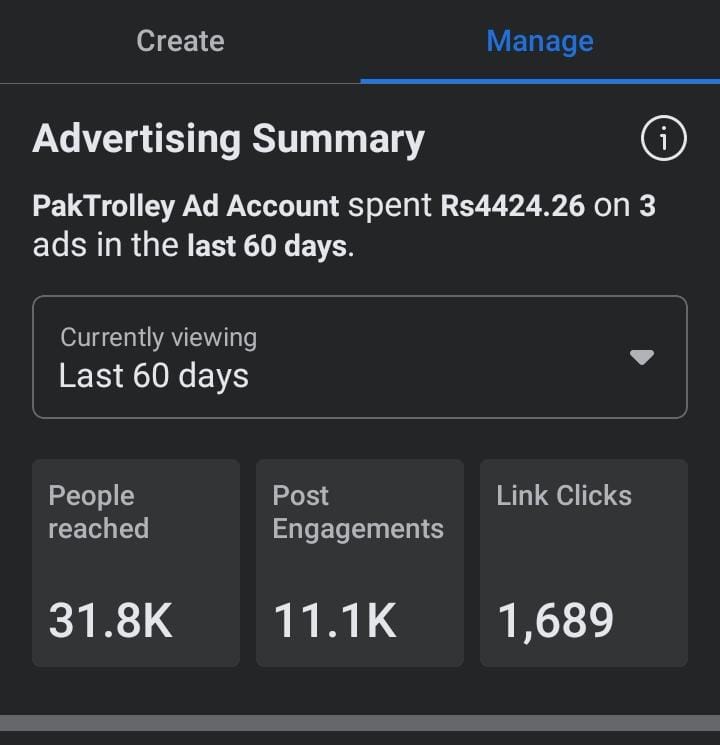 Create
Manage
Advertising Summary
PakTrolley Ad Account spent Rs4424.26 on 3
ads in the last 60 days.
Currently viewing
Last 60 days
People
reached
31.8K
Post
Engagements
11.1K
Link Clicks
1,689